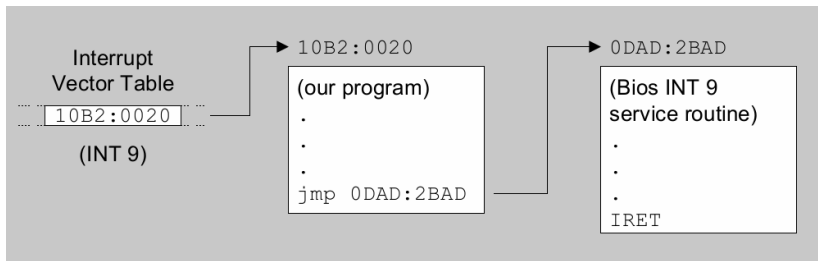 Interrupt
Vector Table
10B2:0020
(INT 9)
10B2:0020
(our program)
.
.
.
jmp 0DAD:2BAD
0DAD:2BAD
(Bios INT 9
service routine)
.
.
.
IRET